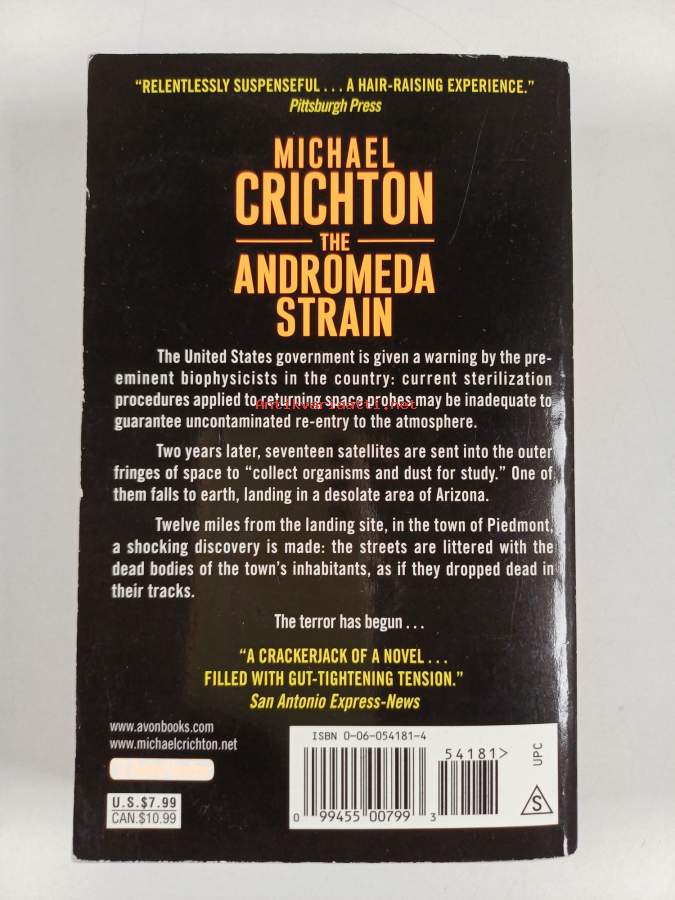 “RELENTLESSLY SUSPENSEFUL . . . A HAIR-RAISING EXPERIENCE.”
Pittsburgh Press
MICHAEL
CRICHTON
THE
ANDROMEDA
STRAIN
The United States government is given a warning by the pre-
eminent biophysicists in the country: current sterilization
procedures applied to returning space probes may be inadequate to
Antikvariaatti.net
guarantee uncontaminated re-entry to the atmosphere.
Two years later, seventeen satellites are sent into the outer
fringes of space to “collect organisms and dust for study.” One of
them falls to earth, landing in a desolate area of Arizona.
Twelve miles from the landing site, in the town of Piedmont,
a shocking discovery is made: the streets are littered with the
dead bodies of the town’s inhabitants, as if they dropped dead in
their tracks.
The terror has begun . . .
“A CRACKERJACK OF A NOVEL . . .
FILLED WITH GUT-TIGHTENING TENSION.”
San Antonio Express-News
www.avonbooks.com
www.michaelcrichton.net
U.S.$7.99
CAN.$10.99
ISBN 0-06-054181-4
54181>
0 99455 00799 3
UPC
S